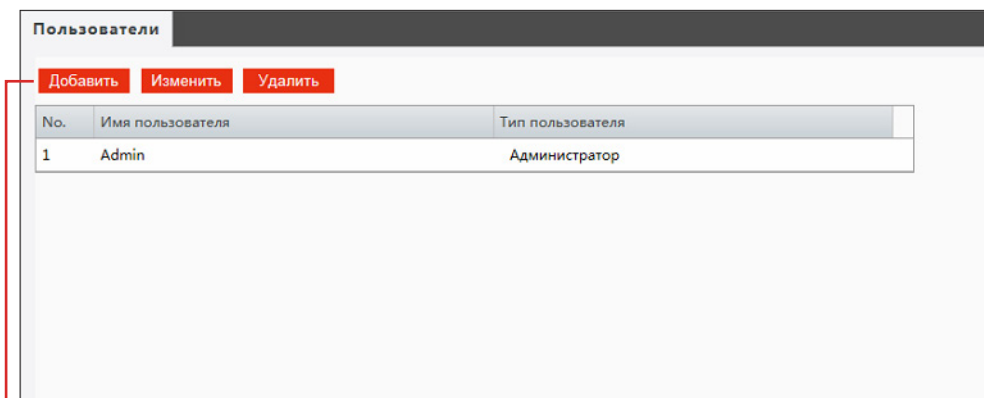 Пользователи
Добавить Изменить Удалить
No. Имя пользователя Тип пользователя
1 Admin Администратор